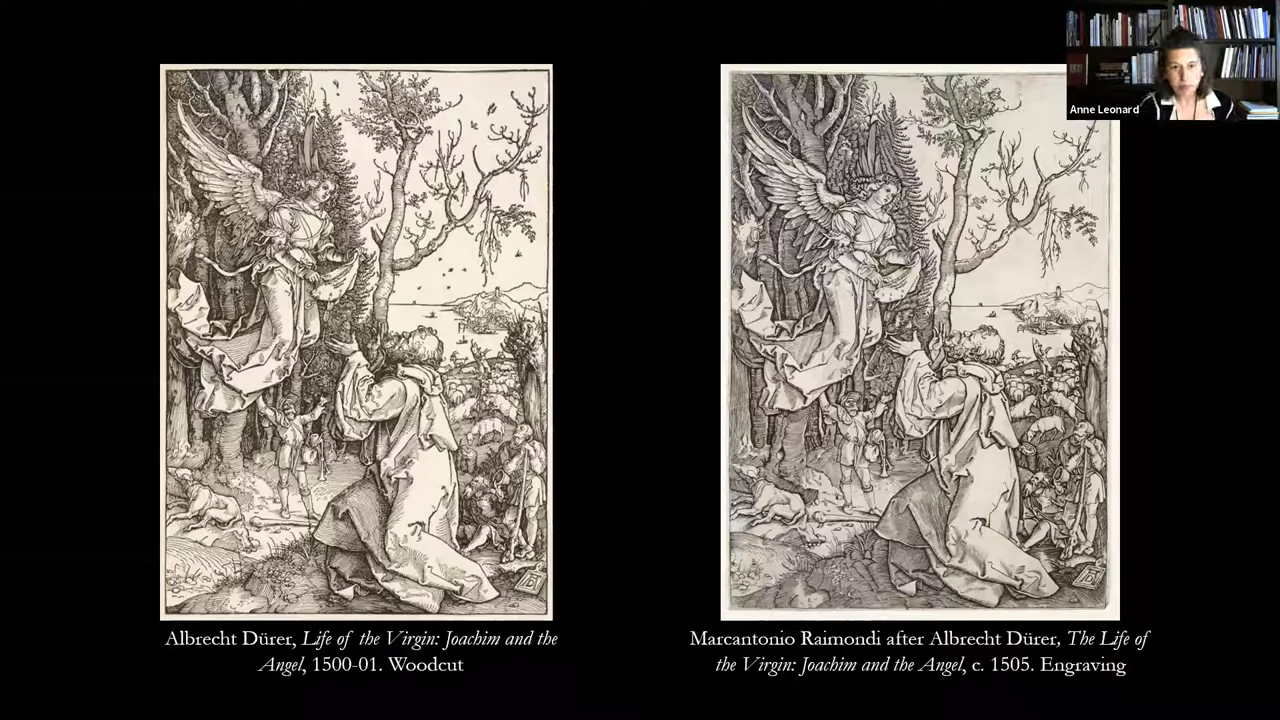 Anne Leonard
Albrecht Dürer, Life of the Virgin: Joachim and the
Angel, 1500-01. Woodcut
Marcantonio Raimondi after Albrecht Dürer, The Life of
the Virgin: Joachim and the Angel, c. 1505. Engraving